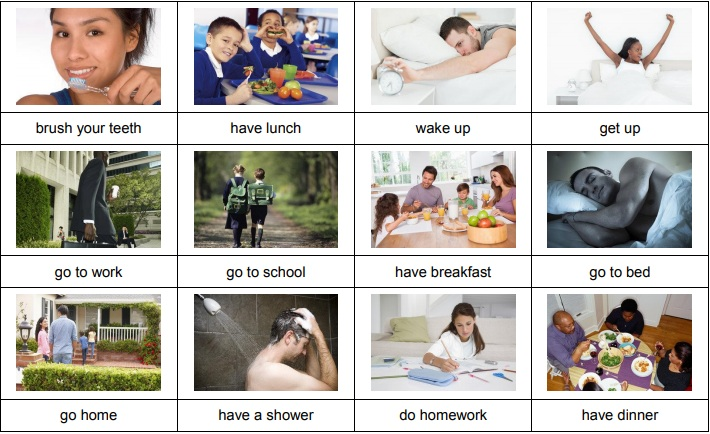 brush your teeth
have lunch
wake up
get up
go to work
go to school
have breakfast
go to bed
go home
have a shower
do homework
have dinner